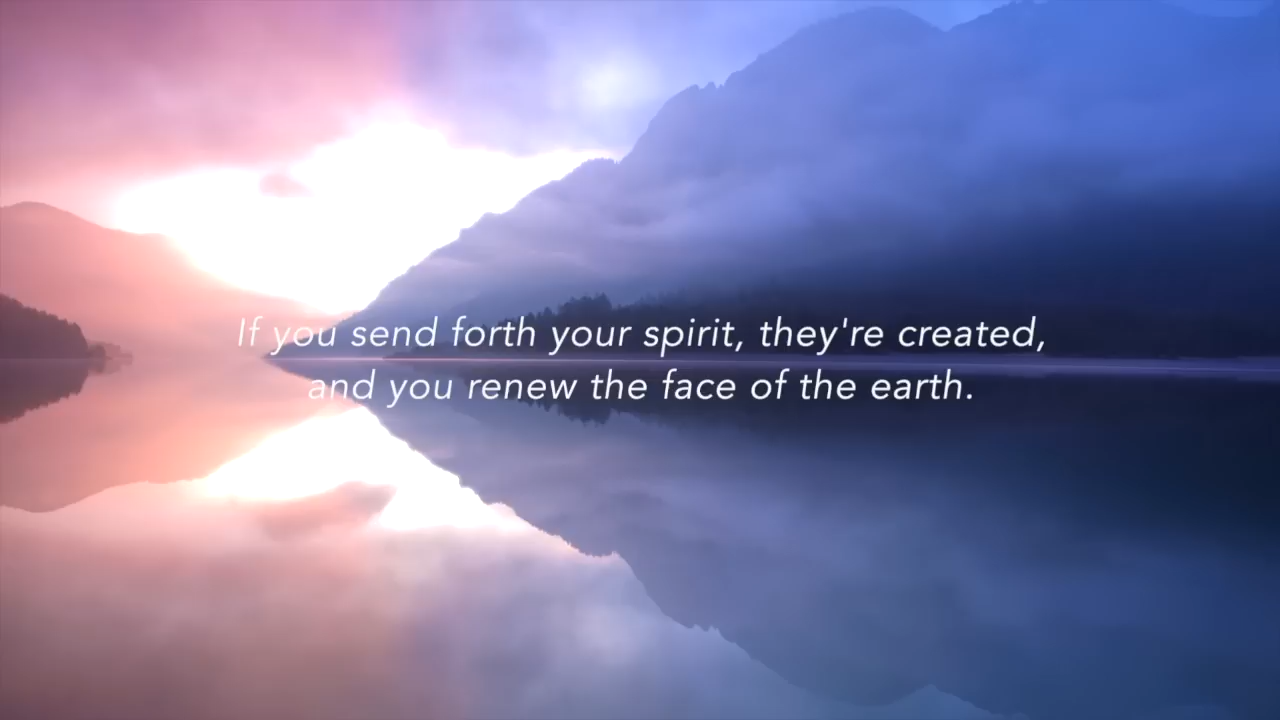 If you send forth your spirit, they're created,
and you renew the face of the earth.